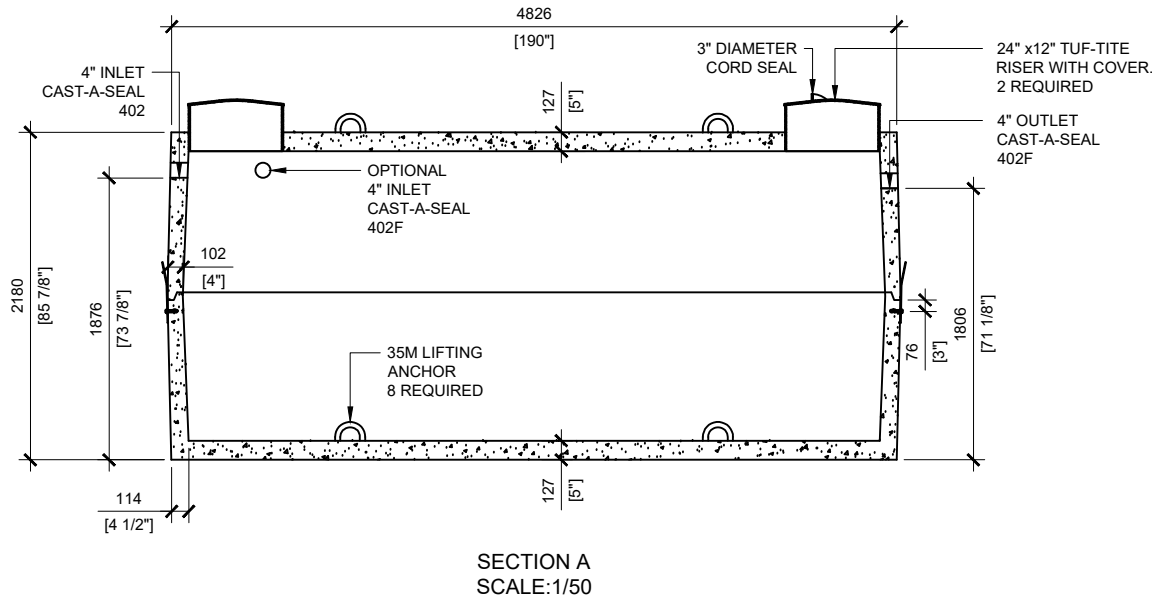 4826
[190"]
4" INLET
CAST-A-SEAL
402
3" DIAMETER
CORD SEAL
24" x12" TUF-TITE
RISER WITH COVER.
2 REQUIRED
127
[5"]
4" OUTLET
CAST-A-SEAL
402F
OPTIONAL
4" INLET
CAST-A-SEAL
402F
102
[4"]
2180
[85 7/8"]
1876
[73 7/8"]
1806
[71 1/8"]
76
[3"]
35M LIFTING
ANCHOR
8 REQUIRED
127
[5"]
114
[4 1/2"]
SECTION A
SCALE:1/50